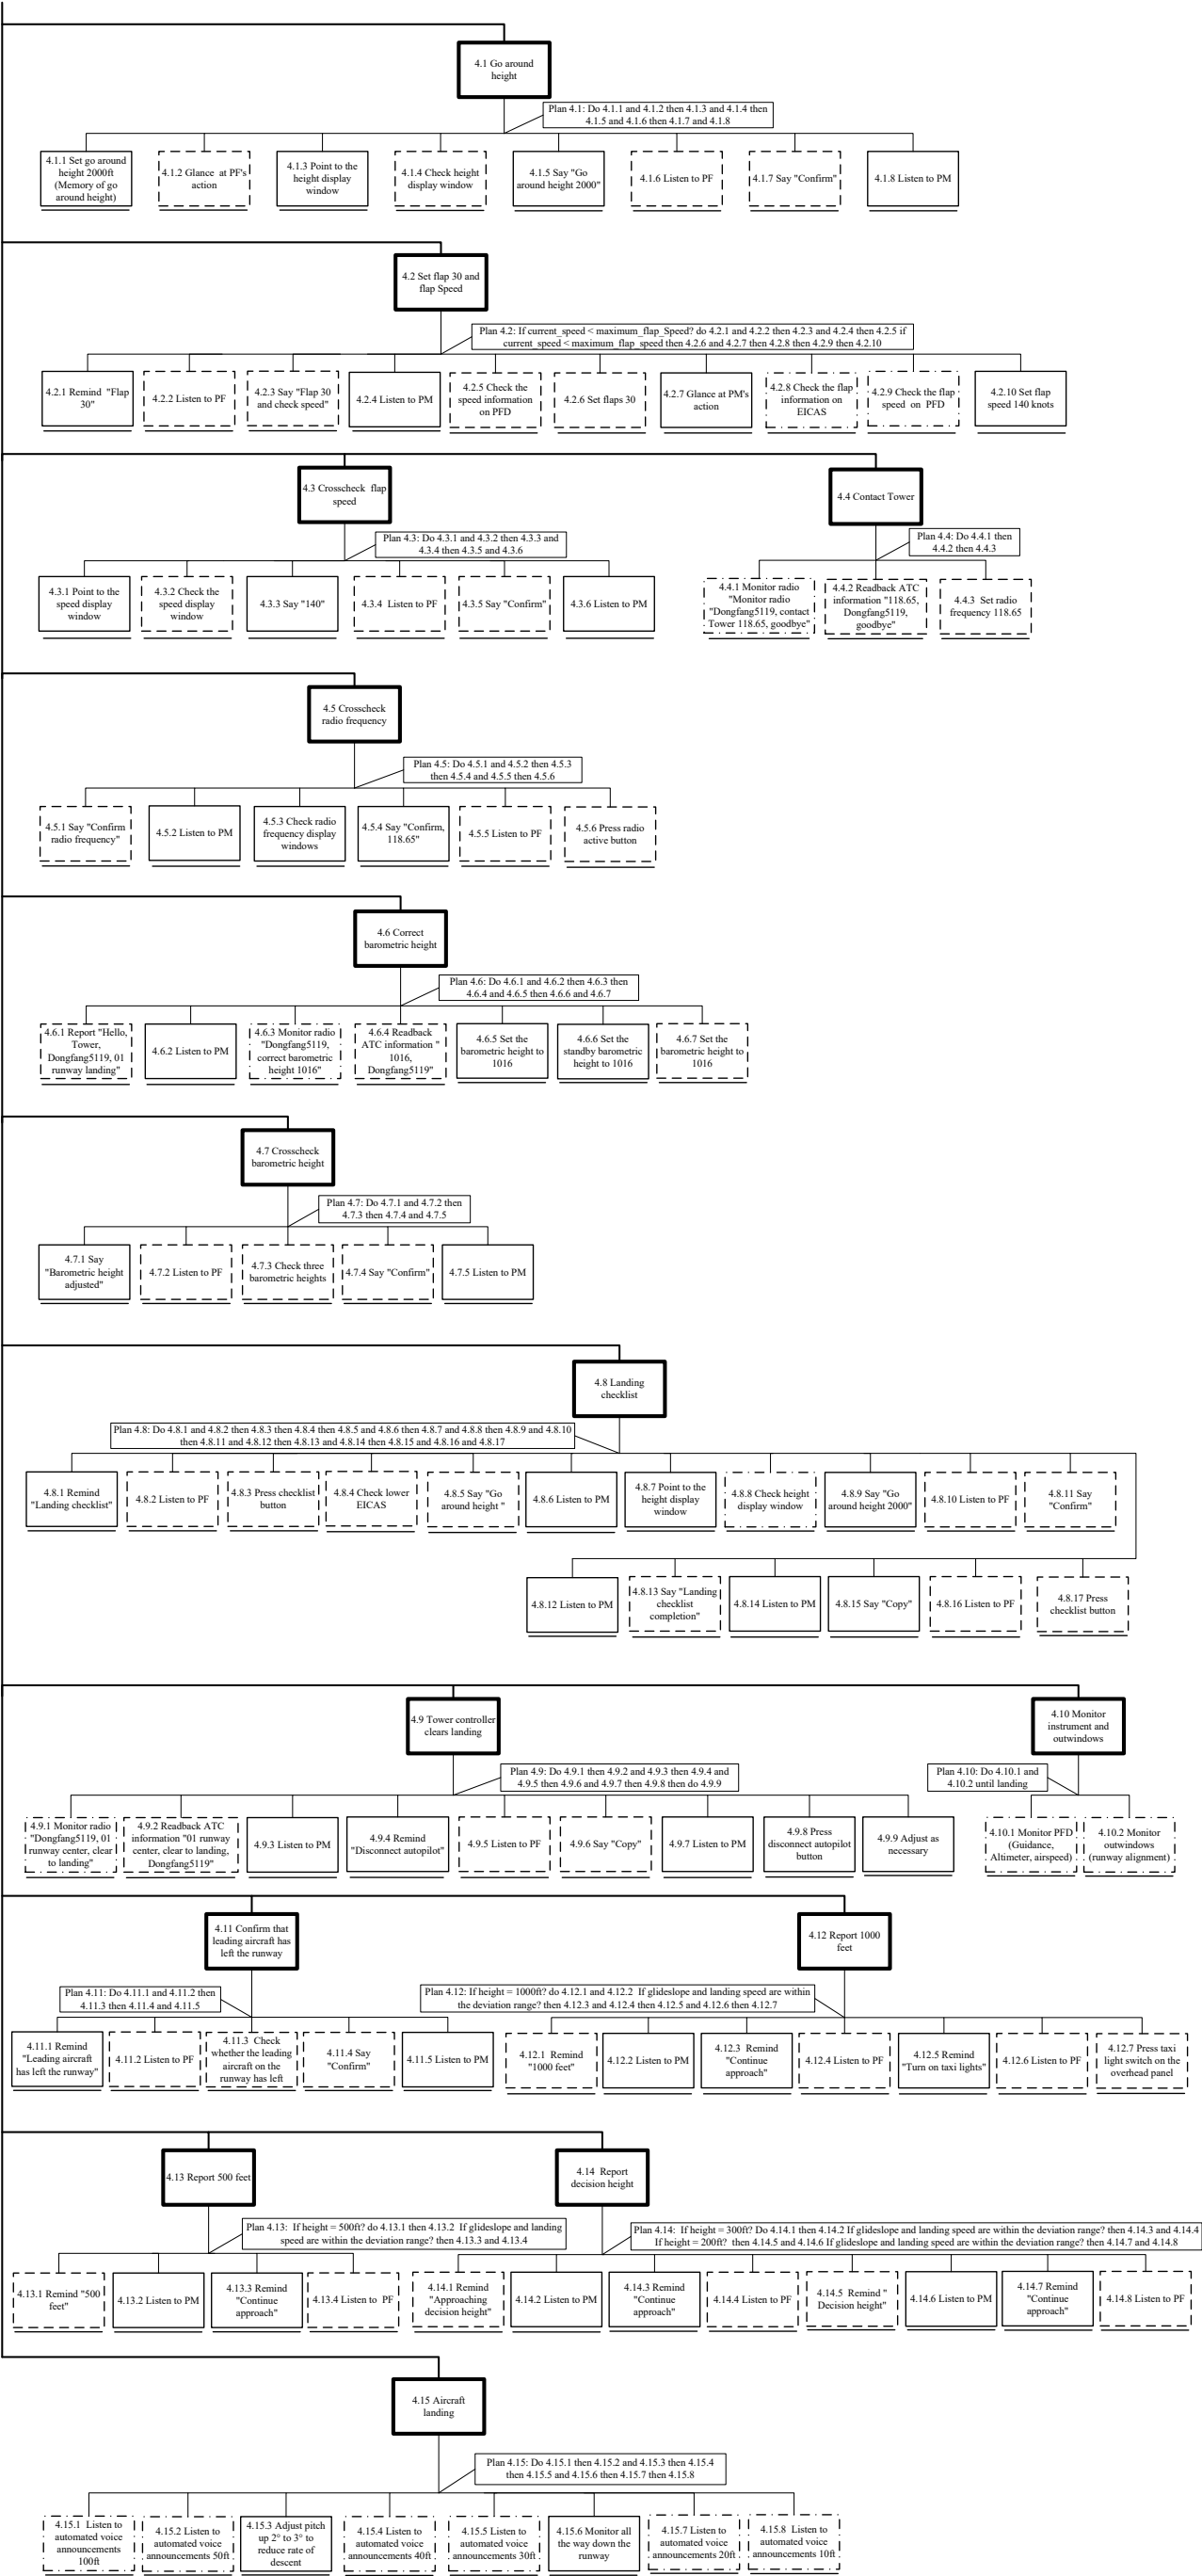 4.1 Go around
height
Plan 4.1: Do 4.1.1 and 4.1.2 then 4.1.3 and 4.1.4 then
4.1.5 and 4.1.6 then 4.1.7 and 4.1.8
4.1.1 Set go around
height 2000ft
(Memory of go
around height)
4.1.2 Glance at PF's
action
4.1.3 Point to the
height display
window
4.1.4 Check height
display window
4.1.5 Say "Go
around height 2000"
4.1.6 Listen to PF
4.1.7 Say "Confirm"
4.1.8 Listen to PM
4.2 Set flap 30 and
flap Speed
Plan 4.2: If current_speed < maximum_flap_Speed? do 4.2.1 and 4.2.2 then 4.2.3 and 4.2.4 then 4.2.5 if
current_speed < maximum_flap_speed then 4.2.6 and 4.2.7 then 4.2.8 then 4.2.9 then 4.2.10
4.2.1 Remind "Flap
30"
4.2.2 Listen to PF
4.2.3 Say "Flap 30
and check speed"
4.2.4 Listen to PM
4.2.5 Check the
speed information
on PFD
4.2.6 Set flaps 30
4.2.7 Glance at PM's
action
4.2.8 Check the flap
information on
EICAS
4.2.9 Check the flap
speed on PFD
4.2.10 Set flap
speed 140 knots
4.3 Crosscheck flap
speed
Plan 4.3: Do 4.3.1 and 4.3.2 then 4.3.3 and
4.3.4 then 4.3.5 and 4.3.6
4.3.1 Point to the
speed display
window
4.3.2 Check the
speed display
window
4.3.3 Say "140"
4.3.4 Listen to PF
4.3.5 Say "Confirm"
4.3.6 Listen to PM
4.4 Contact Tower
Plan 4.4: Do 4.4.1 then
4.4.2 then 4.4.3
4.4.1 Monitor radio
"Monitor radio
"Dongfang5119, contact
Tower 118.65, goodbye"
4.4.2 Readback ATC
information "118.65,
Dongfang5119,
goodbye"
4.4.3 Set radio
frequency 118.65
4.5 Crosscheck
radio frequency
Plan 4.5: Do 4.5.1 and 4.5.2 then 4.5.3
then 4.5.4 and 4.5.5 then 4.5.6
4.5.1 Say "Confirm
radio frequency"
4.5.2 Listen to PM
4.5.3 Check radio
frequency display
windows
4.5.4 Say "Confirm,
118.65"
4.5.5 Listen to PF
4.5.6 Press radio
active button
4.6 Correct
barometric height
Plan 4.6: Do 4.6.1 and 4.6.2 then 4.6.3 then
4.6.4 and 4.6.5 then 4.6.6 and 4.6.7
4.6.1 Report "Hello,
Tower,
Dongfang5119, 01
runway landing"
4.6.2 Listen to PM
4.6.3 Monitor radio
"Dongfang5119,
correct barometric
height 1016"
4.6.4 Readback
ATC information "
1016,
Dongfang5119"
4.6.5 Set the
barometric height to
1016
4.6.6 Set the
standby barometric
height to 1016
4.6.7 Set the
barometric height to
1016
4.7 Crosscheck
barometric height
Plan 4.7: Do 4.7.1 and 4.7.2 then
4.7.3 then 4.7.4 and 4.7.5
4.7.1 Say
"Barometric height
adjusted"
4.7.2 Listen to PF
4.7.3 Check three
barometric heights
4.7.4 Say "Confirm"
4.7.5 Listen to PM
4.8 Landing
checklist
Plan 4.8: Do 4.8.1 and 4.8.2 then 4.8.3 then 4.8.4 then 4.8.5 and 4.8.6 then 4.8.7 and 4.8.8 then 4.8.9 and 4.8.10
then 4.8.11 and 4.8.12 then 4.8.13 and 4.8.14 then 4.8.15 and 4.8.16 and 4.8.17
4.8.1 Remind
"Landing checklist"
4.8.2 Listen to PF
4.8.3 Press checklist
button
4.8.4 Check lower
EICAS
4.8.5 Say "Go
around height "
4.8.6 Listen to PM
4.8.7 Point to the
height display
window
4.8.8 Check height
display window
4.8.9 Say "Go
around height 2000"
4.8.10 Listen to PF
4.8.11 Say
"Confirm"
4.8.12 Listen to PM
4.8.13 Say "Landing
checklist
completion"
4.8.14 Listen to PM
4.8.15 Say "Copy"
4.8.16 Listen to PF
4.8.17 Press
checklist button
4.9 Tower controller
clears landing
Plan 4.9: Do 4.9.1 then 4.9.2 and 4.9.3 then 4.9.4 and
4.9.5 then 4.9.6 and 4.9.7 then 4.9.8 then do 4.9.9
4.9.1 Monitor radio
"Dongfang5119, 01
runway center, clear
to landing"
4.9.2 Readback ATC
information "01 runway
center, clear to landing,
Dongfang5119"
4.9.3 Listen to PM
4.9.4 Remind
"Disconnect autopilot"
4.9.5 Listen to PF
4.9.6 Say "Copy"
4.9.7 Listen to PM
4.9.8 Press
disconnect autopilot
button
4.9.9 Adjust as
necessary
4.10 Monitor
instrument and
outwindows
Plan 4.10: Do 4.10.1 and
4.10.2 until landing
4.10.1 Monitor PFD
(Guidance,
Altimeter, airspeed)
4.10.2 Monitor
outwindows
(runway alignment)
4.11 Confirm that
leading aircraft has
left the runway
Plan 4.11: Do 4.11.1 and 4.11.2 then
4.11.3 then 4.11.4 and 4.11.5
4.11.1 Remind
"Leading aircraft
has left the runway"
4.11.2 Listen to PF
4.11.3 Check
whether the leading
aircraft on the
runway has left
4.11.4 Say
"Confirm"
4.11.5 Listen to PM
4.12 Report 1000
feet
Plan 4.12: If height = 1000ft? do 4.12.1 and 4.12.2 If glideslope and landing speed are within
the deviation range? then 4.12.3 and 4.12.4 then 4.12.5 and 4.12.6 then 4.12.7
4.12.1 Remind
"1000 feet"
4.12.2 Listen to PM
4.12.3 Remind
"Continue
approach"
4.12.4 Listen to PF
4.12.5 Remind
"Turn on taxi lights"
4.12.6 Listen to PF
4.12.7 Press taxi
light switch on the
overhead panel
4.13 Report 500 feet
Plan 4.13: If height = 500ft? do 4.13.1 then 4.13.2 If glideslope and landing
speed are within the deviation range? then 4.13.3 and 4.13.4
4.13.1 Remind "500
feet"
4.13.2 Listen to PM
4.13.3 Remind
"Continue
approach"
4.13.4 Listen to PF
4.14 Report
decision height
Plan 4.14: If height = 300ft? Do 4.14.1 then 4.14.2 If glideslope and landing speed are within the deviation range? then 4.14.3 and 4.14.4
If height = 200ft? then 4.14.5 and 4.14.6 If glideslope and landing speed are within the deviation range? then 4.14.7 and 4.14.8
4.14.1 Remind
"Approaching
decision height"
4.14.2 Listen to PM
4.14.3 Remind
"Continue
approach"
4.14.4 Listen to PF
4.14.5 Remind "
Decision height"
4.14.6 Listen to PM
4.14.7 Remind
"Continue
approach"
4.14.8 Listen to PF
4.15 Aircraft
landing
Plan 4.15: Do 4.15.1 then 4.15.2 and 4.15.3 then 4.15.4
then 4.15.5 and 4.15.6 then 4.15.7 then 4.15.8
4.15.1 Listen to
automated voice
announcements
100ft
4.15.2 Listen to
automated voice
announcements 50ft
4.15.3 Adjust pitch
up 2° to 3° to
reduce rate of
descent
4.15.4 Listen to
automated voice
announcements 40ft
4.15.5 Listen to
automated voice
announcements 30ft
4.15.6 Monitor all
the way down the
runway
4.15.7 Listen to
automated voice
announcements 20ft
4.15.8 Listen to
automated voice
announcements 10ft